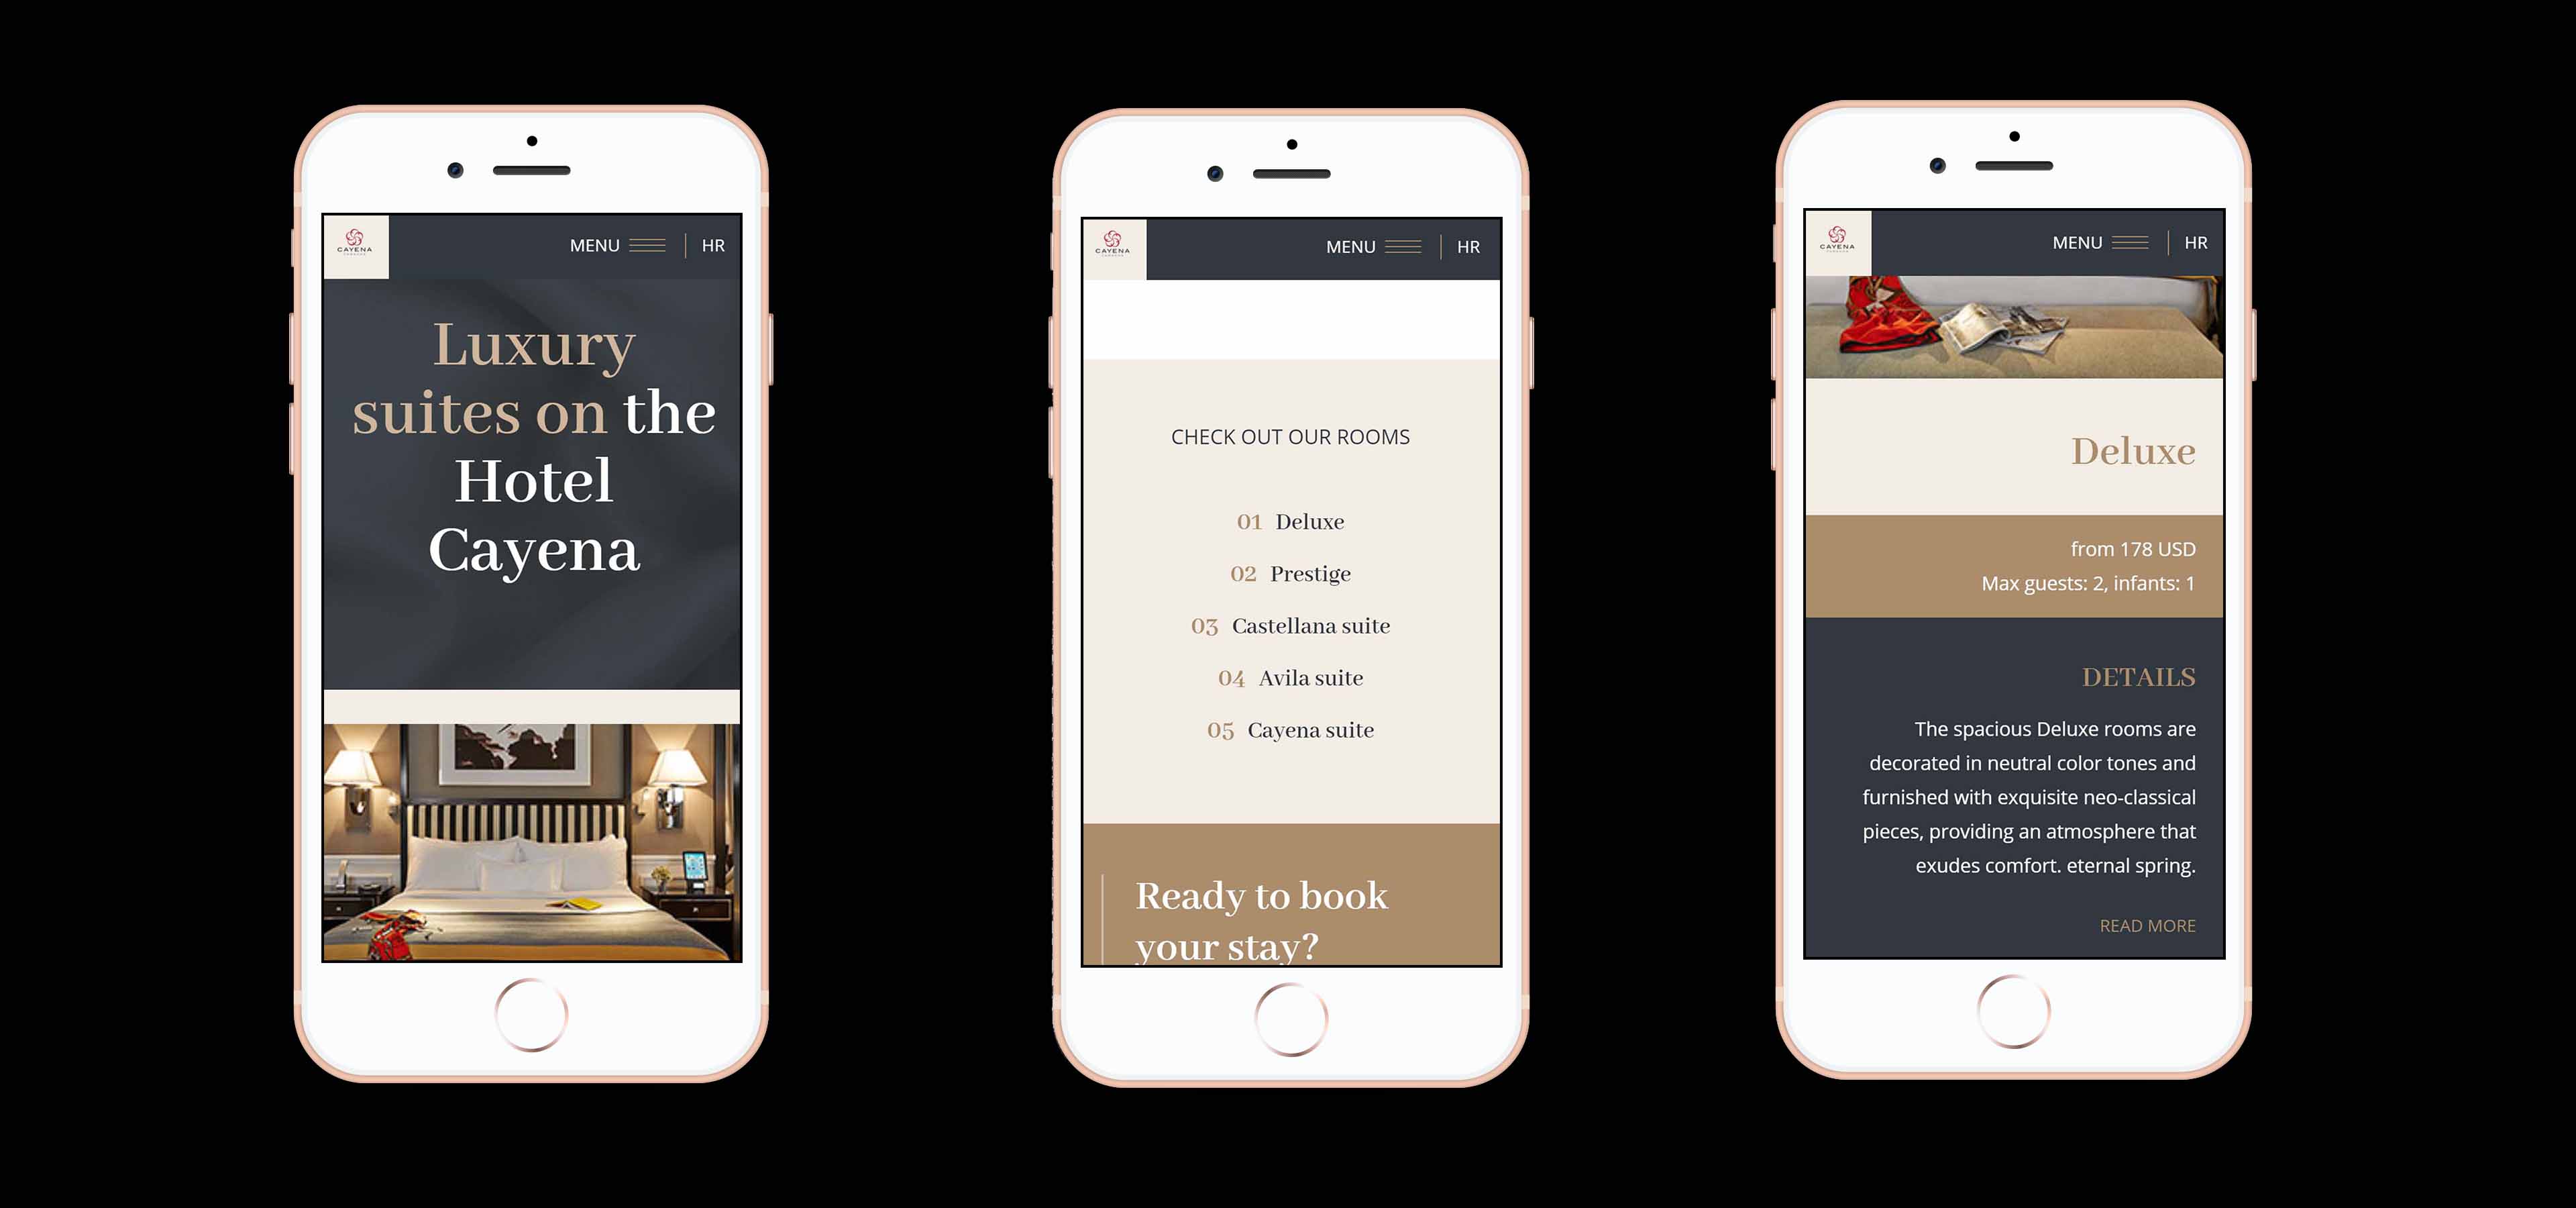 CAYENA
MENU
HR
Luxury
suites on the
Hotel
Cayena
CAYENA
MENU
HR
CHECK OUT OUR ROOMS
01 Deluxe
02 Prestige
03 Castellana suite
04 Avila suite
05 Cayena suite
Ready to book
your stay?
CAYENA
MENU
HR
Deluxe
from 178 USD
Max guests: 2, infants: 1
DETAILS
The spacious Deluxe rooms are
decorated in neutral color tones and
furnished with exquisite neo-classical
pieces, providing an atmosphere that
exudes comfort. eternal spring.
READ MORE